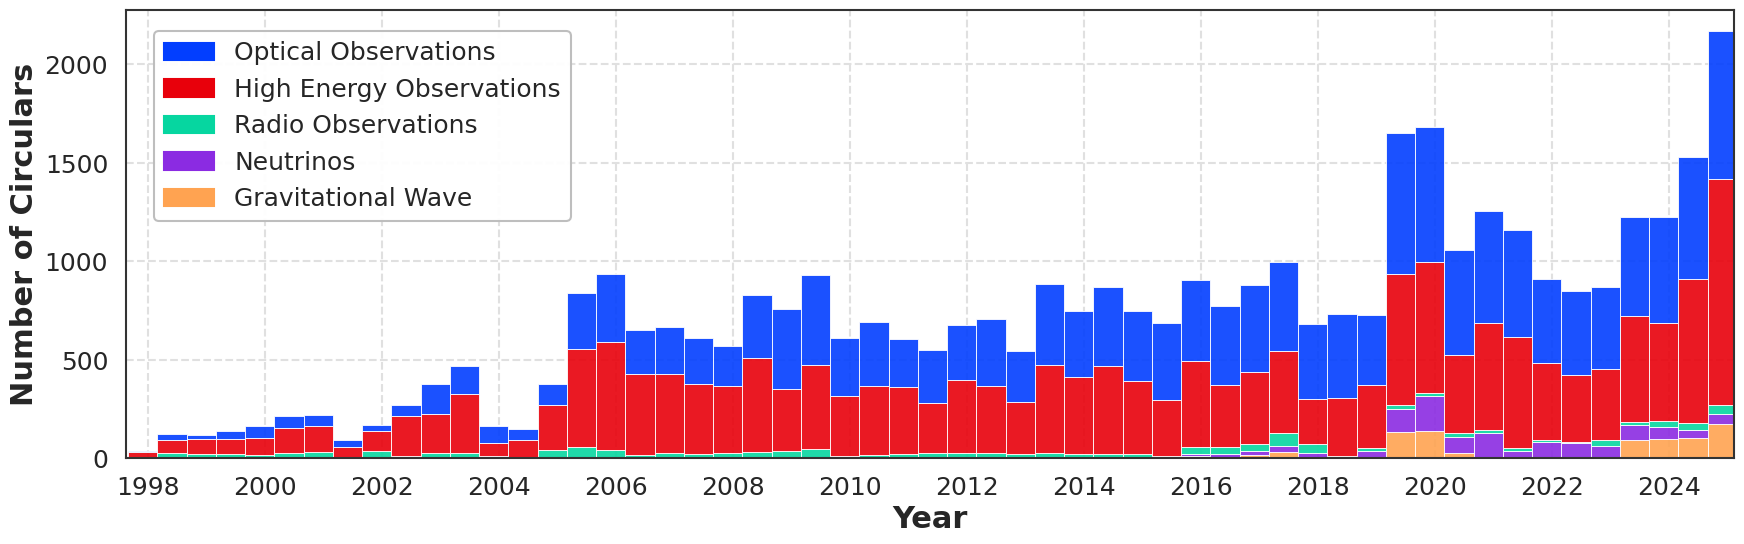 Optical Observations
High Energy Observations
Radio Observations
Neutrinos
Gravitational Wave
Number of Circulars
2000
1500
1000
500
0
1998 2000 2002 2004 2006 2008 2010 2012 2014 2016 2018 2020 2022 2024
Year